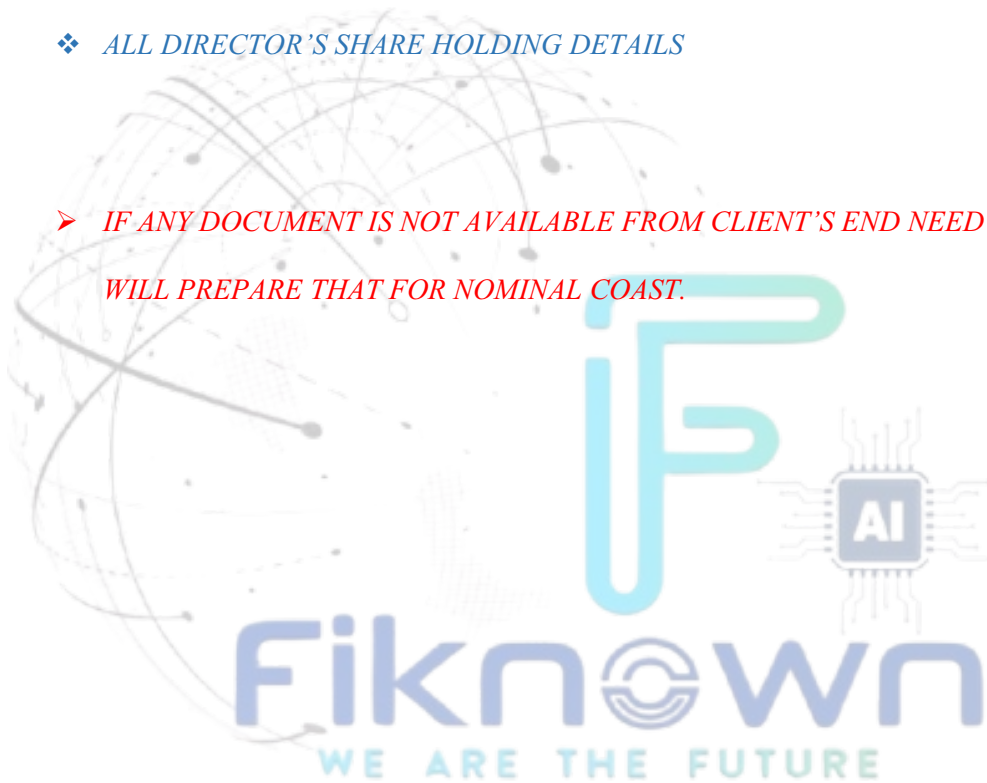 ❖ ALL DIRECTOR’S SHARE HOLDING DETAILS
➢ IF ANY DOCUMENT IS NOT AVAILABLE FROM CLIENT’S END NEED
WILL PREPARE THAT FOR NOMINAL COAST.
AI
Fiknown
WE ARE THE FUTURE